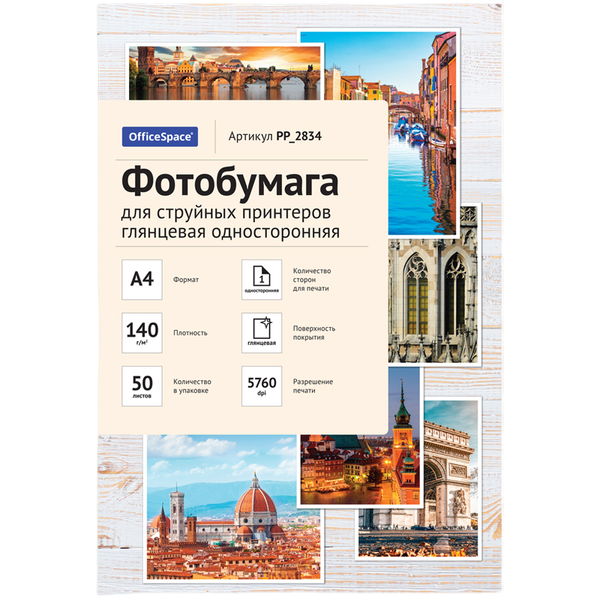 OfficeSpace®
Артикул PP_2834
Фотобумага
для струйных принтеров
глянцевая односторонняя
A4
Формат
1
односторонняя
Количество
сторон
для печати
140
г/м²
Плотность
глянцевая
Поверхность
покрытия
50
листов
Количество
в упаковке
5760
dpi
Разрешение
печати